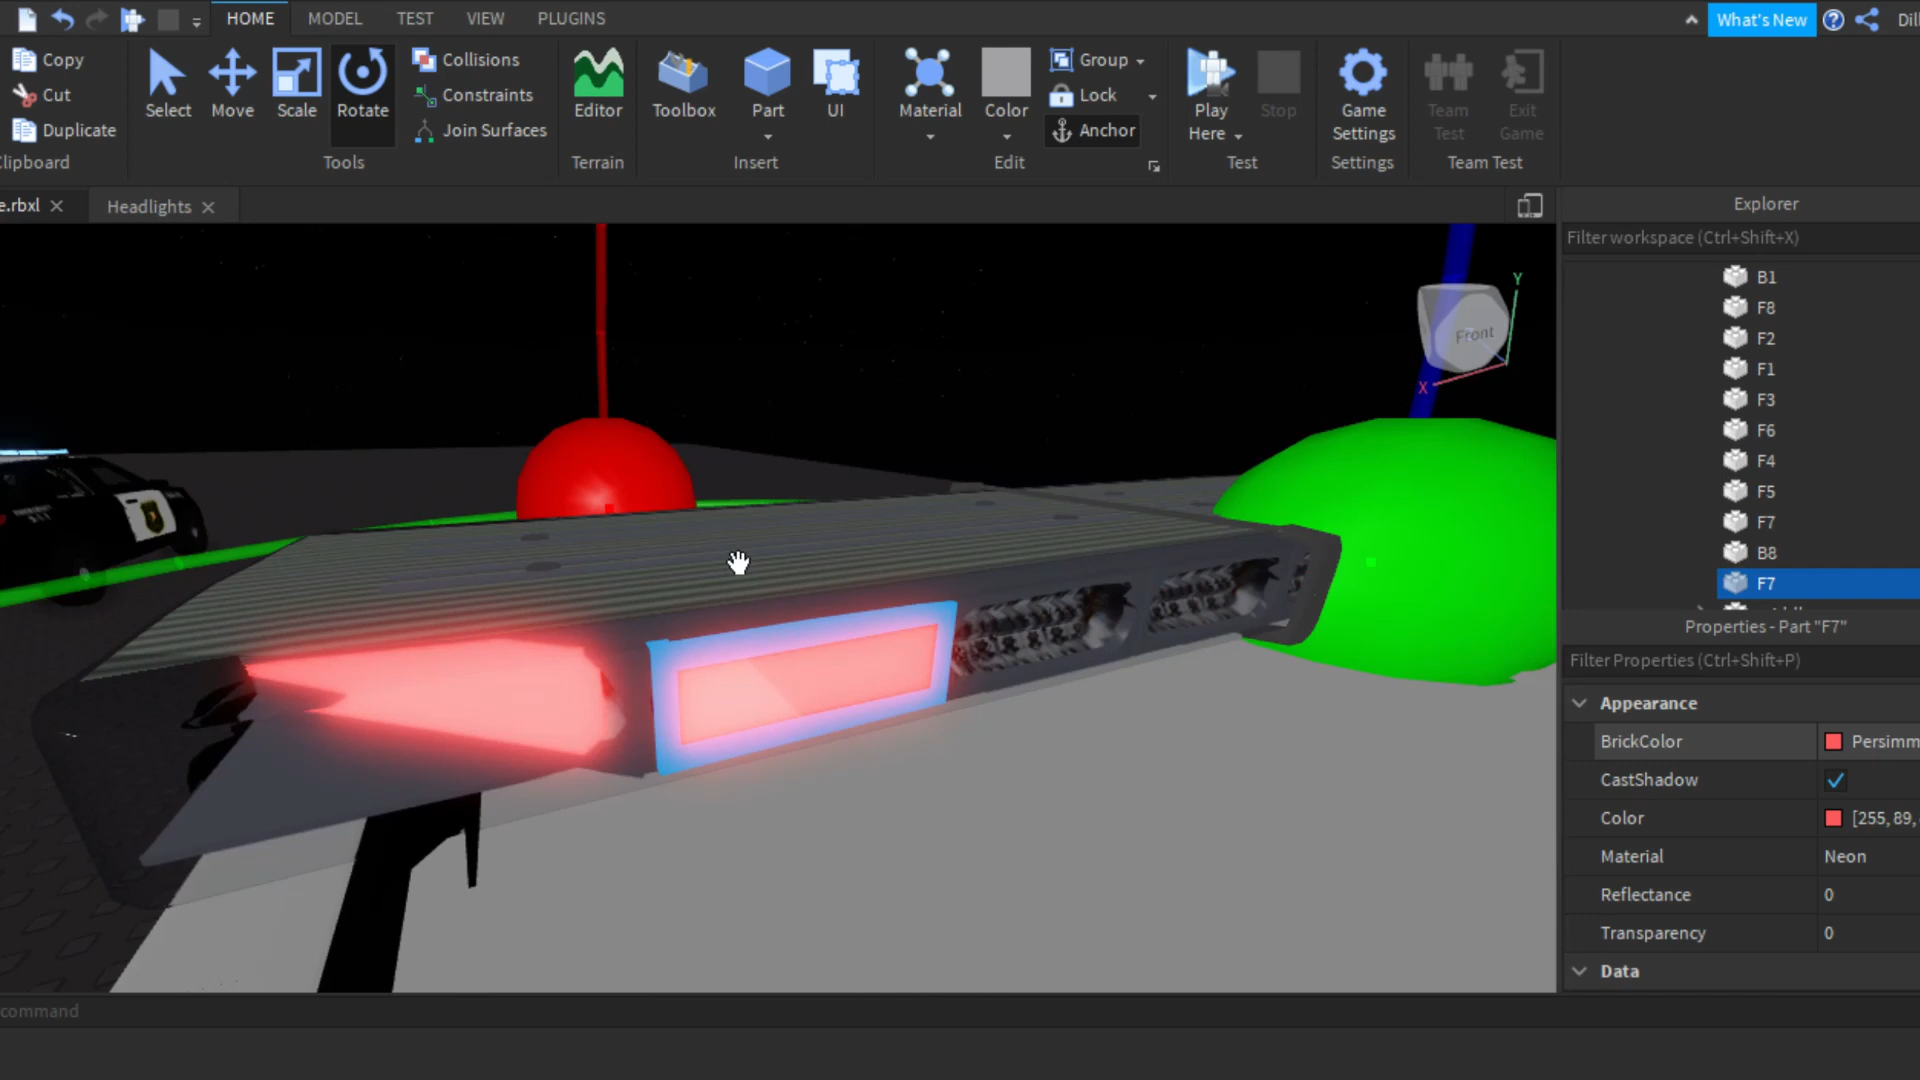 HOME MODEL TEST VIEW PLUGINS What's New Dil
Copy
Cut
Duplicate
Clipboard
Select Move Scale Rotate
Collisions
Constraints
Join Surfaces
Tools
Editor
Terrain
Toolbox Part UI
Insert
Material Color
Group
Lock
Anchor
Edit
Play
Here
Stop
Test
Game
Settings
Settings
Team
Test
Exit
Game
Team Test
e.rbxl Headlights
Explorer
Filter workspace (Ctrl+Shift+X)
B1
F8
F2
F1
F3
F6
F4
F5
F7
B8
F7
Properties - Part "F7"
Filter Properties (Ctrl+Shift+P)
Appearance
BrickColor Persimm
CastShadow
Color [255, 89,
Material Neon
Reflectance 0
Transparency 0
Data
Y
Front
X
command